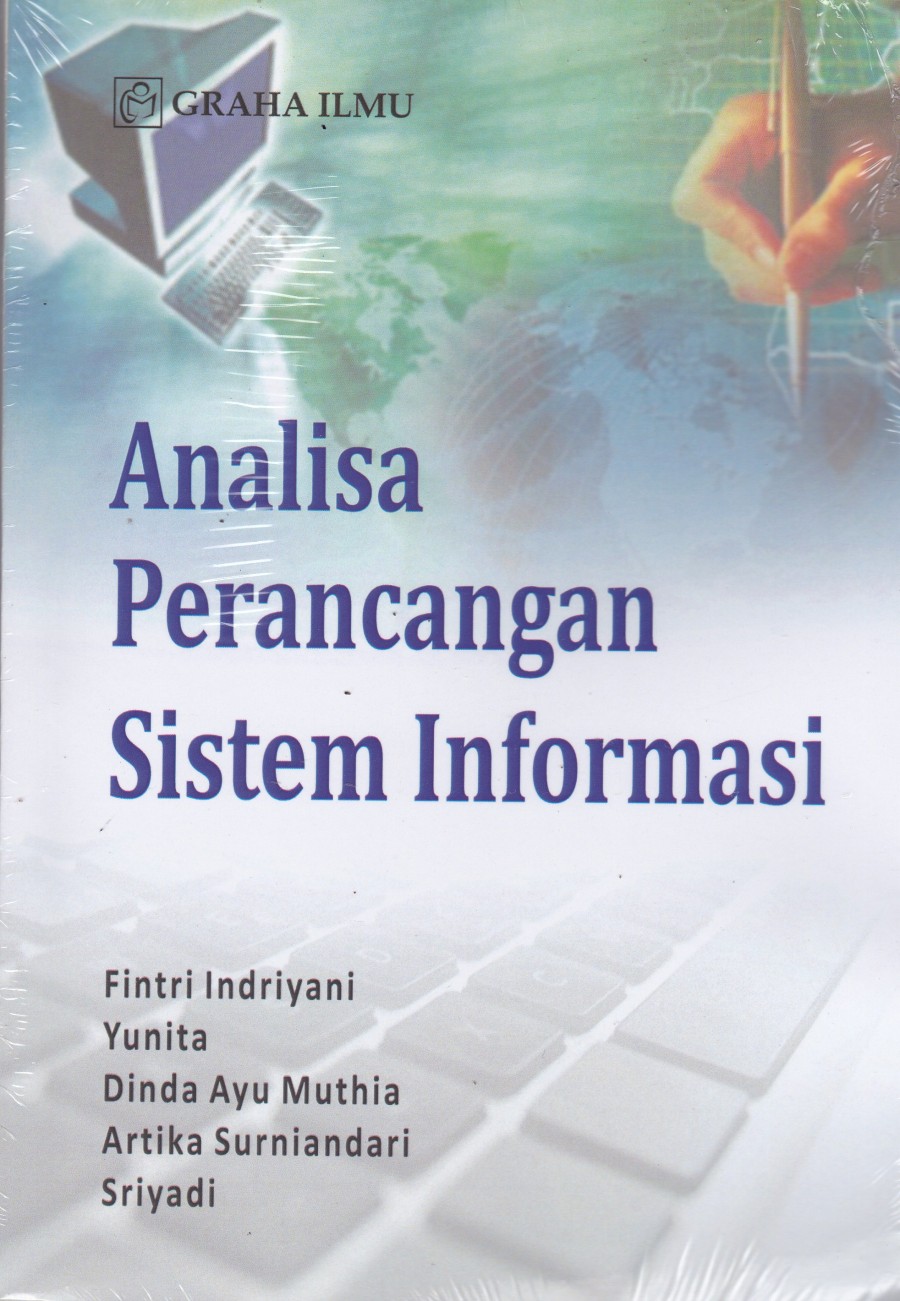 GRAHA ILMU
Analisa
Perancangan
Sistem Informasi
Fintri Indriyani
Yunita
Dinda Ayu Muthia
Artika Surniandari
Sriyadi